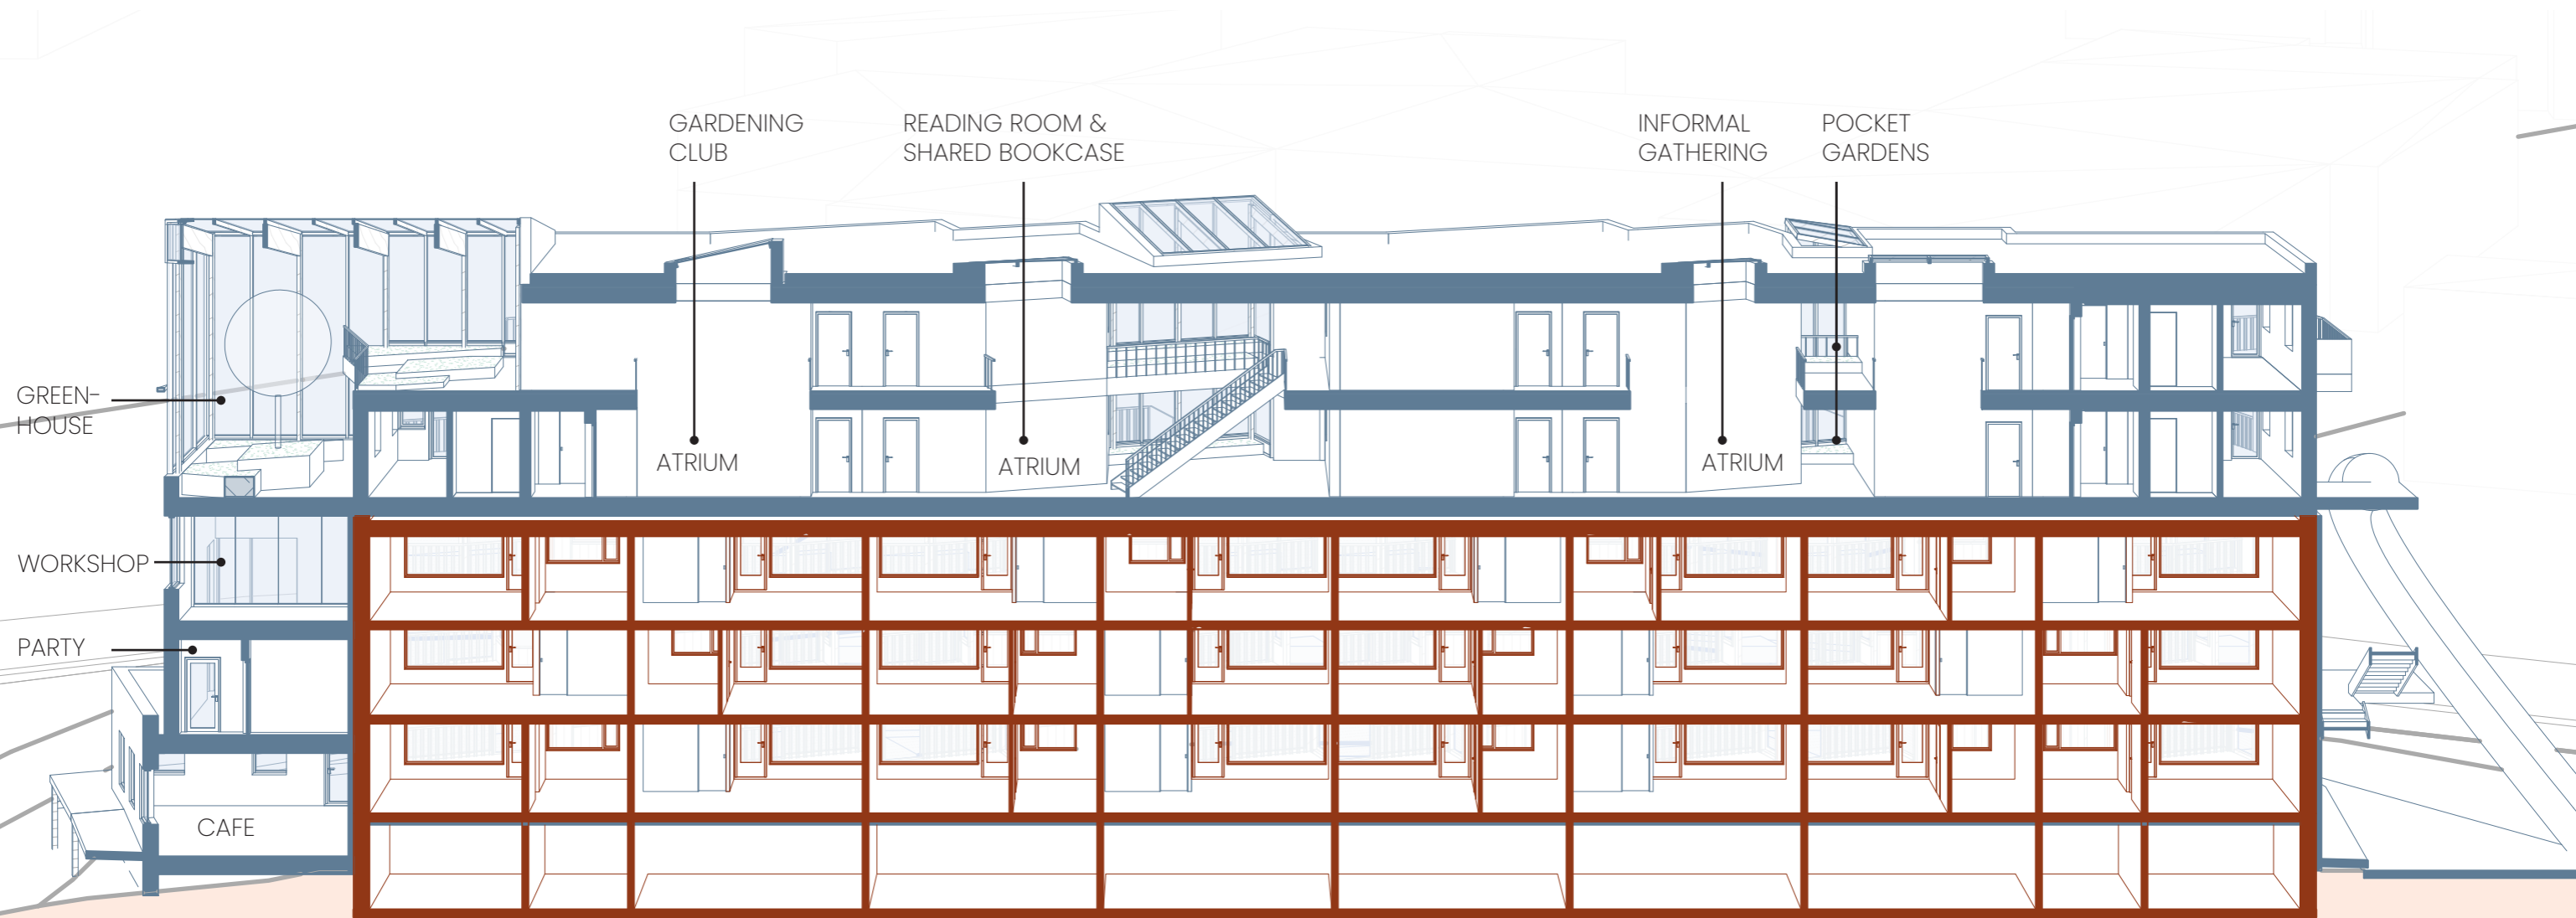 GARDENING
CLUB
READING ROOM &
SHARED BOOKCASE
INFORMAL
GATHERING
POCKET
GARDENS
GREEN-
HOUSE
ATRIUM
ATRIUM
ATRIUM
WORKSHOP
PARTY
CAFE